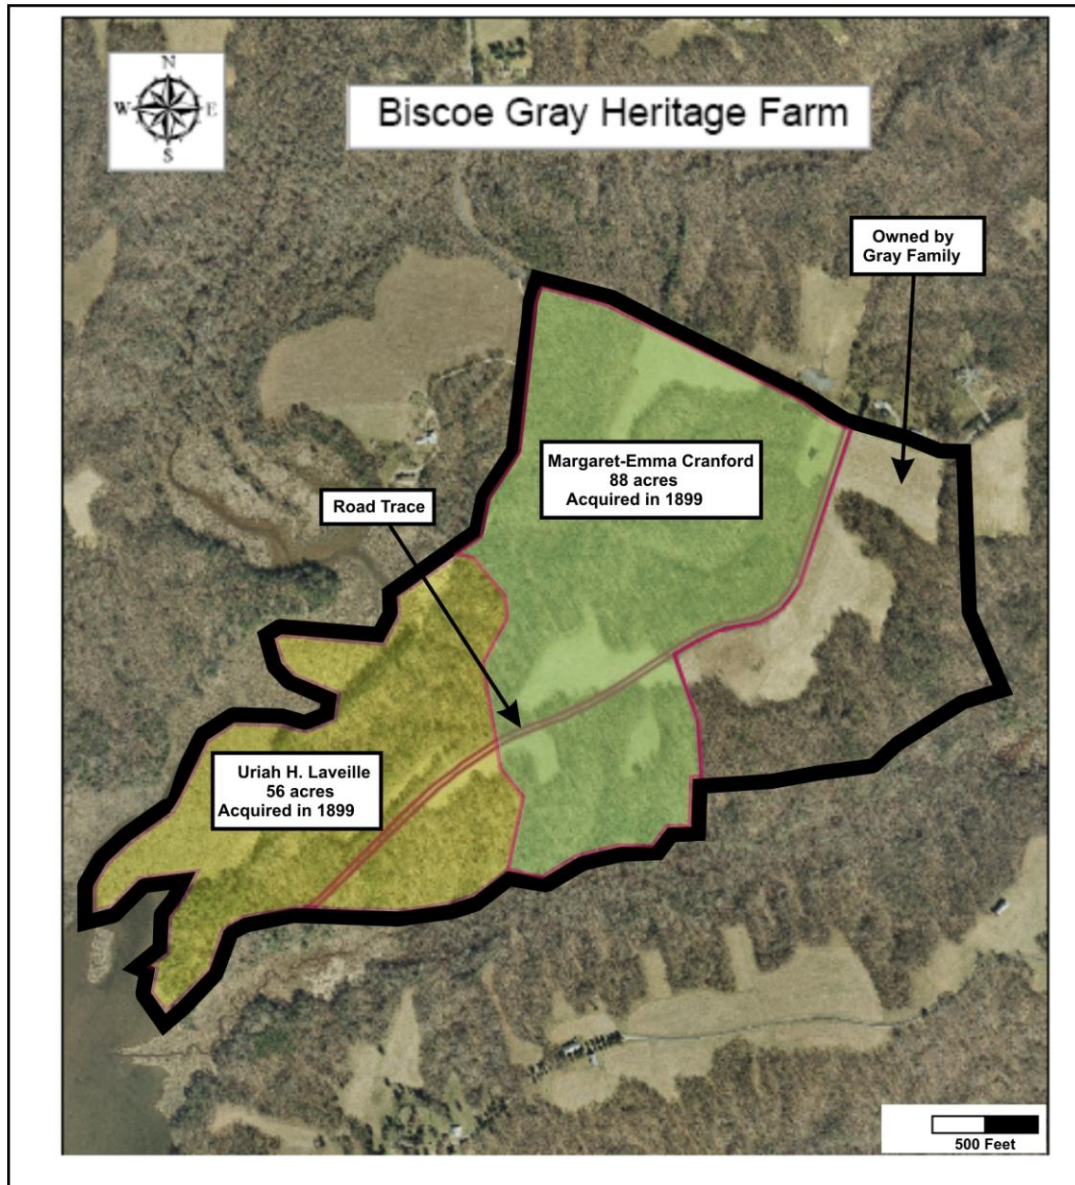 N
W E
S
Biscoe Gray Heritage Farm
Owned by
Gray Family
Margaret-Emma Cranford
88 acres
Acquired in 1899
Road Trace
Uriah H. Laveille
56 acres
Acquired in 1899
500 Feet